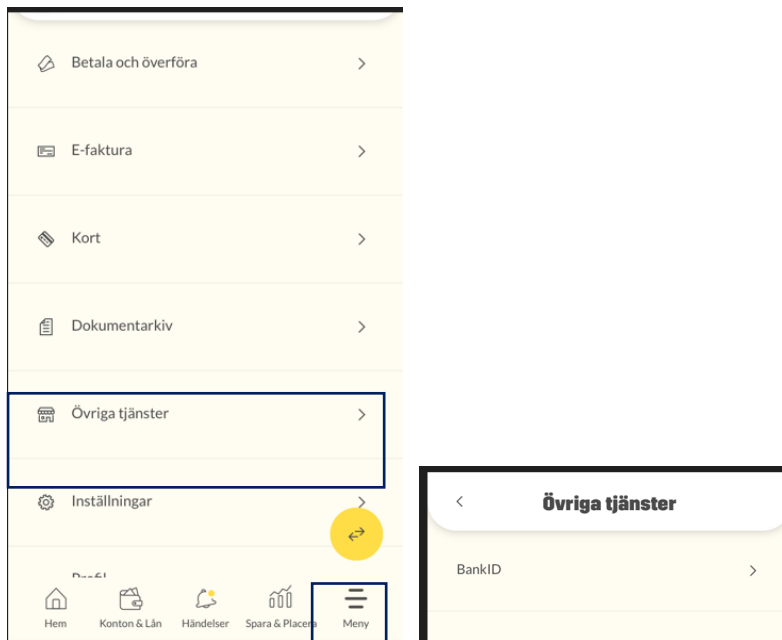 Betala och överföra
E-faktura
Kort
Dokumentarkiv
Övriga tjänster
Inställningar
Profil
Hem Konton & Lån Händelser Spara & Placera Meny
Övriga tjänster
BankID